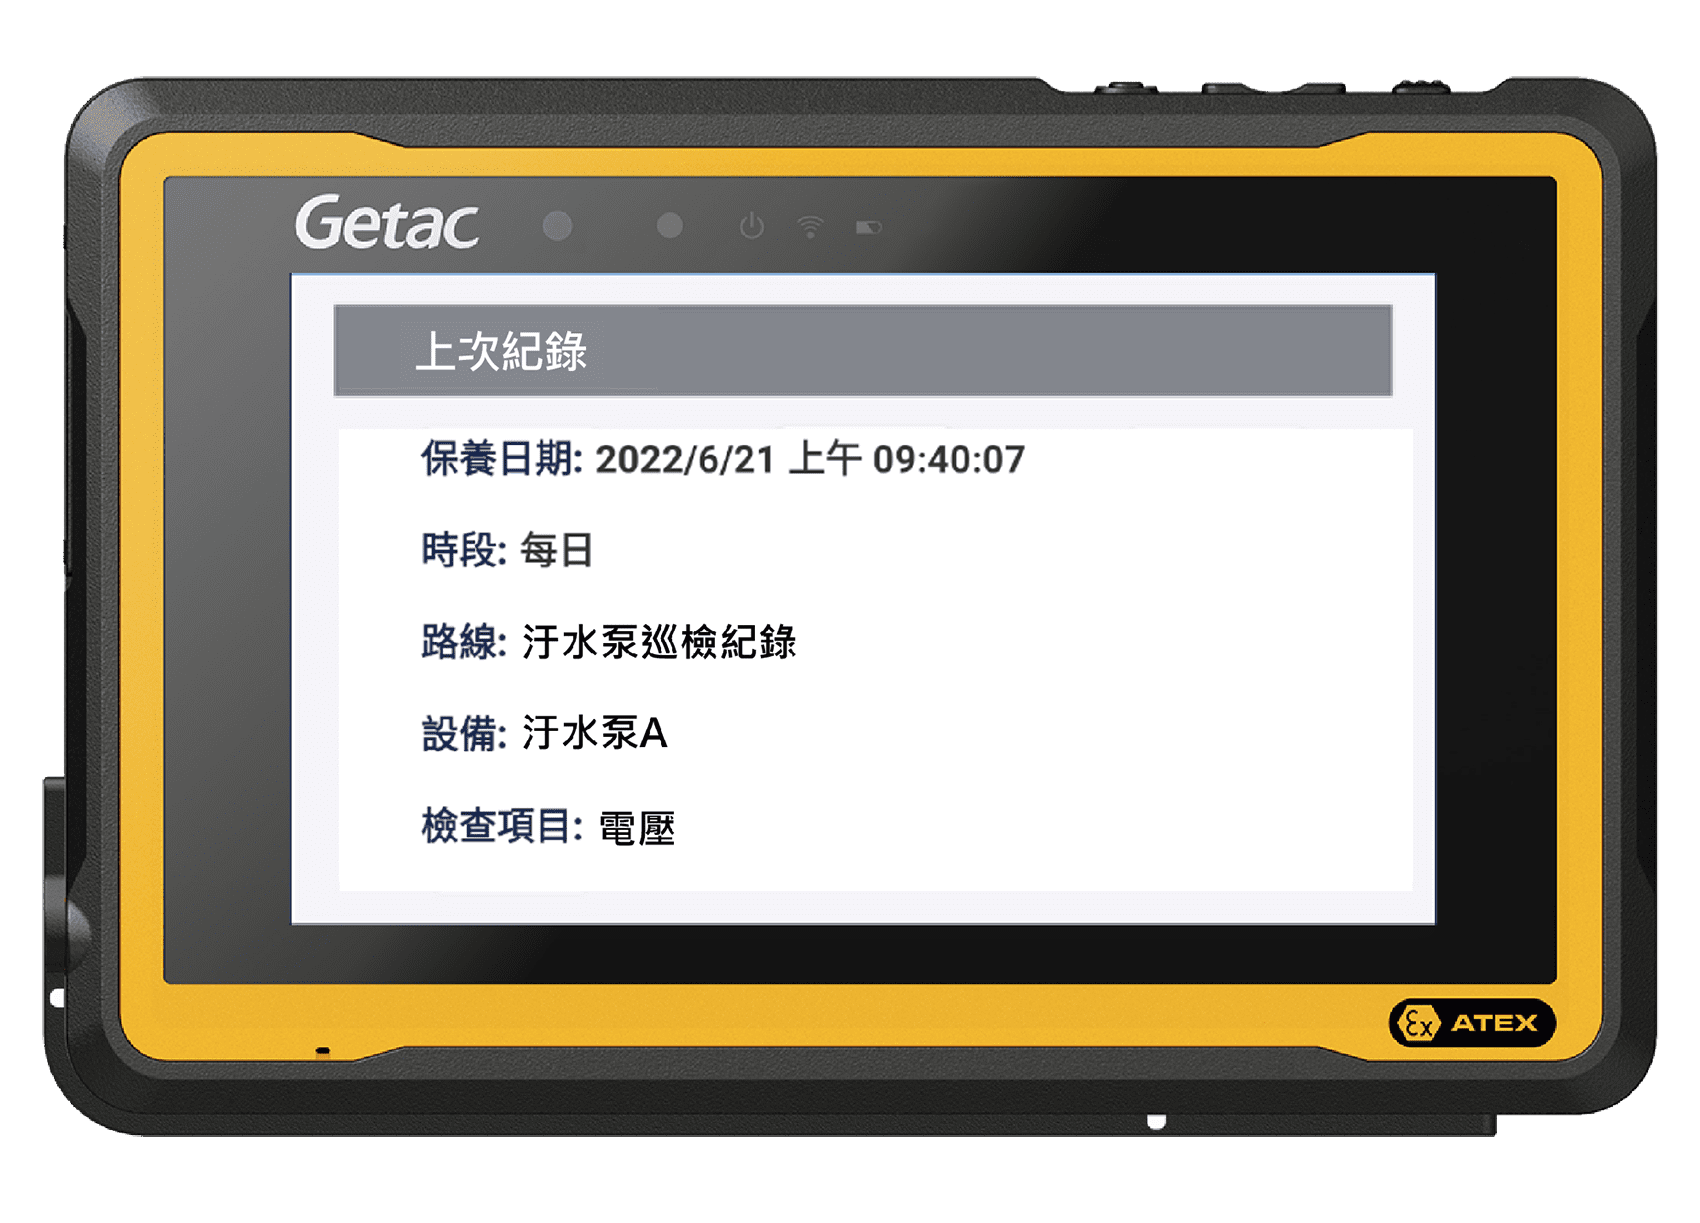 Getac
上次紀錄
保養日期: 2022/6/21 上午 09:40:07
時段: 每日
路線: 汙水泵巡檢紀錄
設備: 汙水泵A
檢查項目: 電壓
Ex ATEX